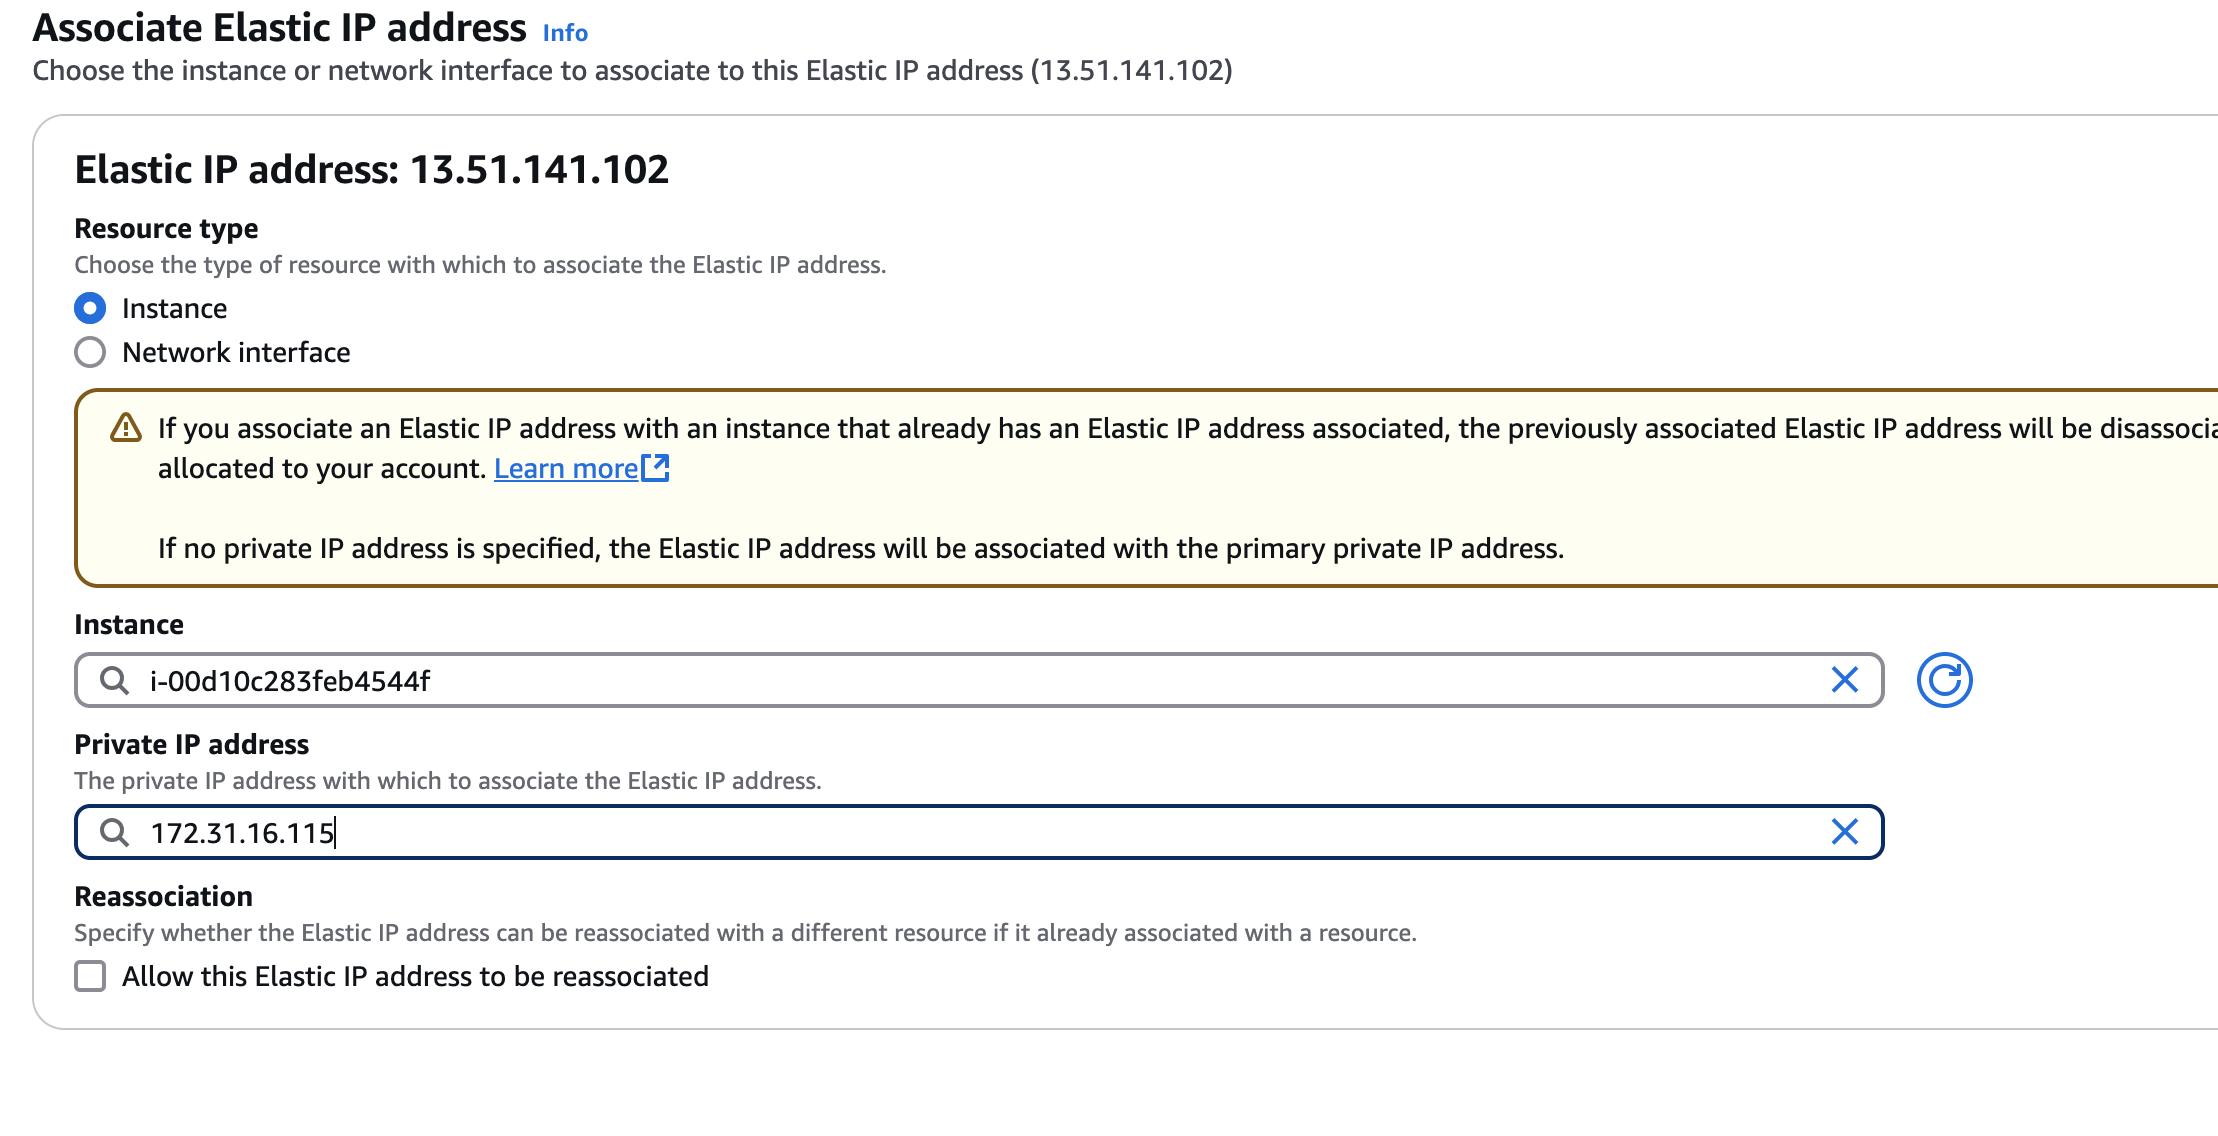 Associate Elastic IP address Info
Choose the instance or network interface to associate to this Elastic IP address (13.51.141.102)
Elastic IP address: 13.51.141.102
Resource type
Choose the type of resource with which to associate the Elastic IP address.
Instance
Network interface
If you associate an Elastic IP address with an instance that already has an Elastic IP address associated, the previously associated Elastic IP address will be
allocated to your account. Learn more
If no private IP address is specified, the Elastic IP address will be associated with the primary private IP address.
Instance
i-00d10c283feb4544f
Private IP address
The private IP address with which to associate the Elastic IP address.
172.31.16.115
Reassociation
Specify whether the Elastic IP address can be reassociated with a different resource if it already associated with a resource.
Allow this Elastic IP address to be reassociated